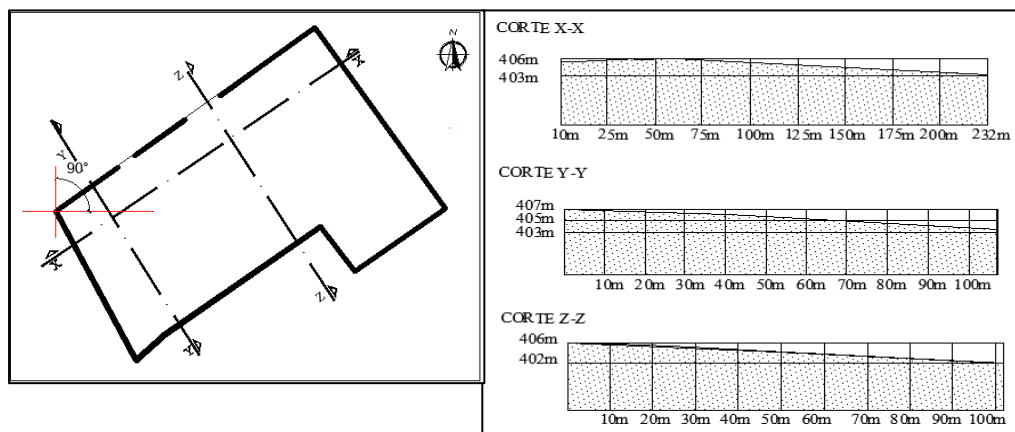 N
Z
X
Y
90°
X
Z
Y
CORTE X-X
406m
403m
10m 25m 50m 75m 100m 125m 150m 175m 200m 232m
CORTE Y-Y
407m
405m
403m
10m 20m 30m 40m 50m 60m 70m 80m 90m 100m
CORTE Z-Z
406m
402m
10m 20m 30m 40m 50m 60m 70m 80m 90m 100m